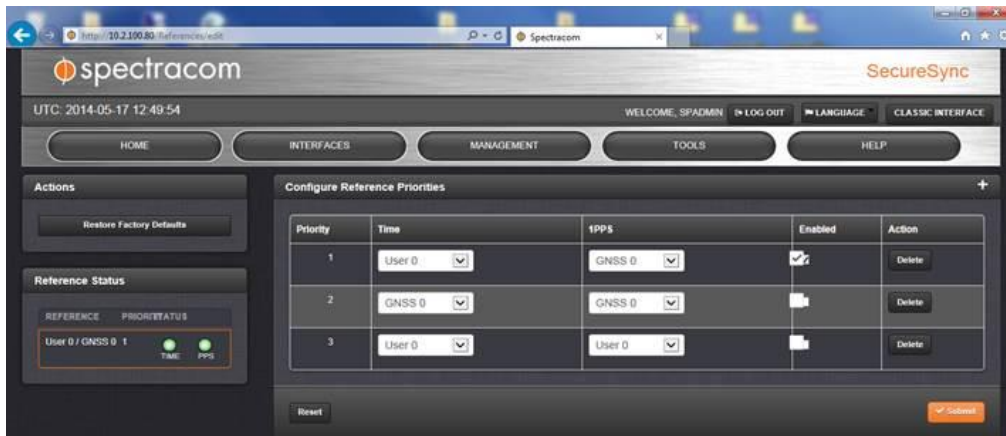 http://10.2.100.80/References/edit
Spectracom
spectracom
SecureSync
UTC: 2014-05-17 12:49:54
WELCOME, SPADMIN
LOG OUT
LANGUAGE
CLASSIC INTERFACE
HOME
INTERFACES
MANAGEMENT
TOOLS
HELP
Actions
Restore Factory Defaults
Reference Status
REFERENCE PRIORITSTATUS
User 0 / GNSS 0 1
TIME PPS
Configure Reference Priorities
Priority Time 1PPS Enabled Action
1 User 0 GNSS 0 Delete
2 GNSS 0 GNSS 0 Delete
3 User 0 User 0 Delete
Reset
Submit